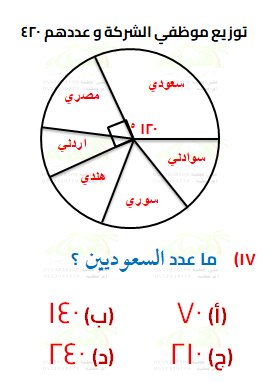 توزيع موظفي الشركة و عددهم ٤٢٠
سعودي
مصري
١٢٠ °
سوادني
اردني
هندي
سوري
١٧) ما عدد السعوديين ؟
(أ) ٧٠ (ب) ١٤٠
(ج) ٢١٠ (د) ٢٤٠